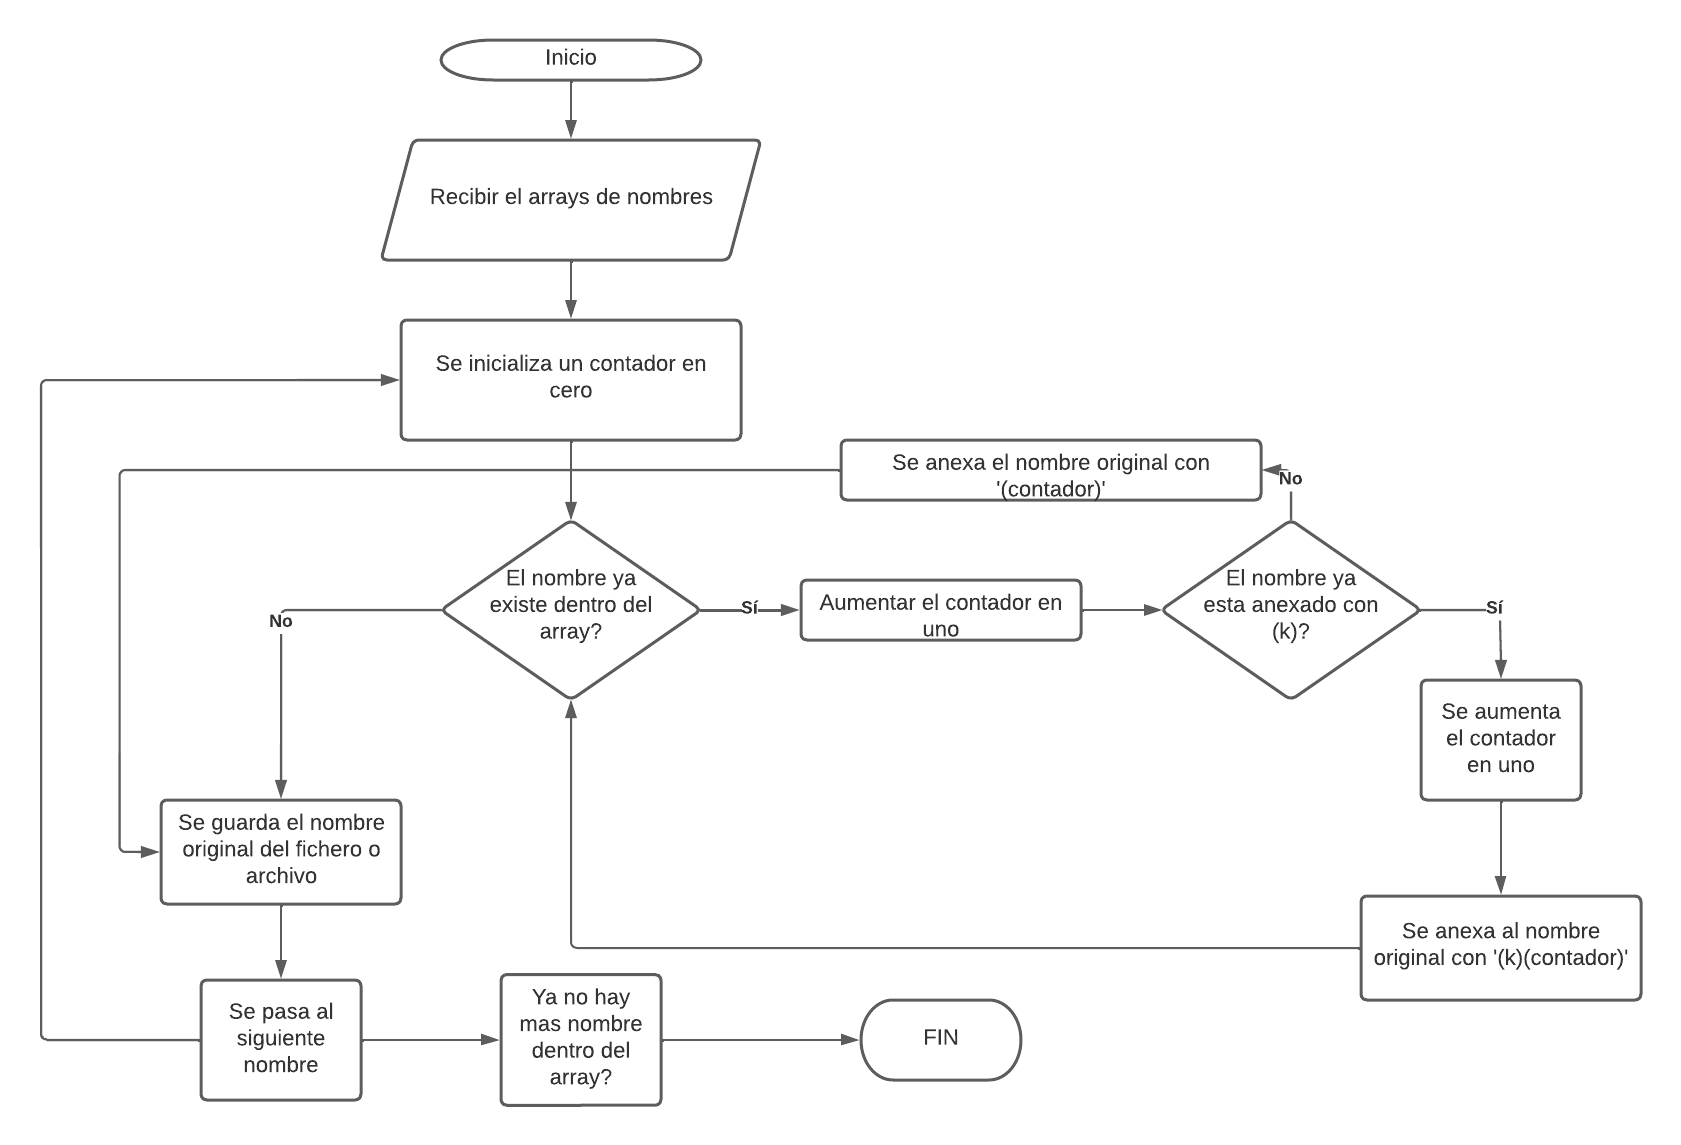 Inicio
Recibir el arrays de nombres
Se inicializa un contador en
cero
Se anexa el nombre original con
'(contador)'
No
El nombre ya
existe dentro del
array?
Sí
Aumentar el contador en
uno
El nombre ya
esta anexado con
(k)?
Sí
No
Se aumenta
el contador
en uno
Se guarda el nombre
original del fichero o
archivo
Se anexa al nombre
original con '(k)(contador)'
Se pasa al
siguiente
nombre
Ya no hay
mas nombre
dentro del
array?
FIN